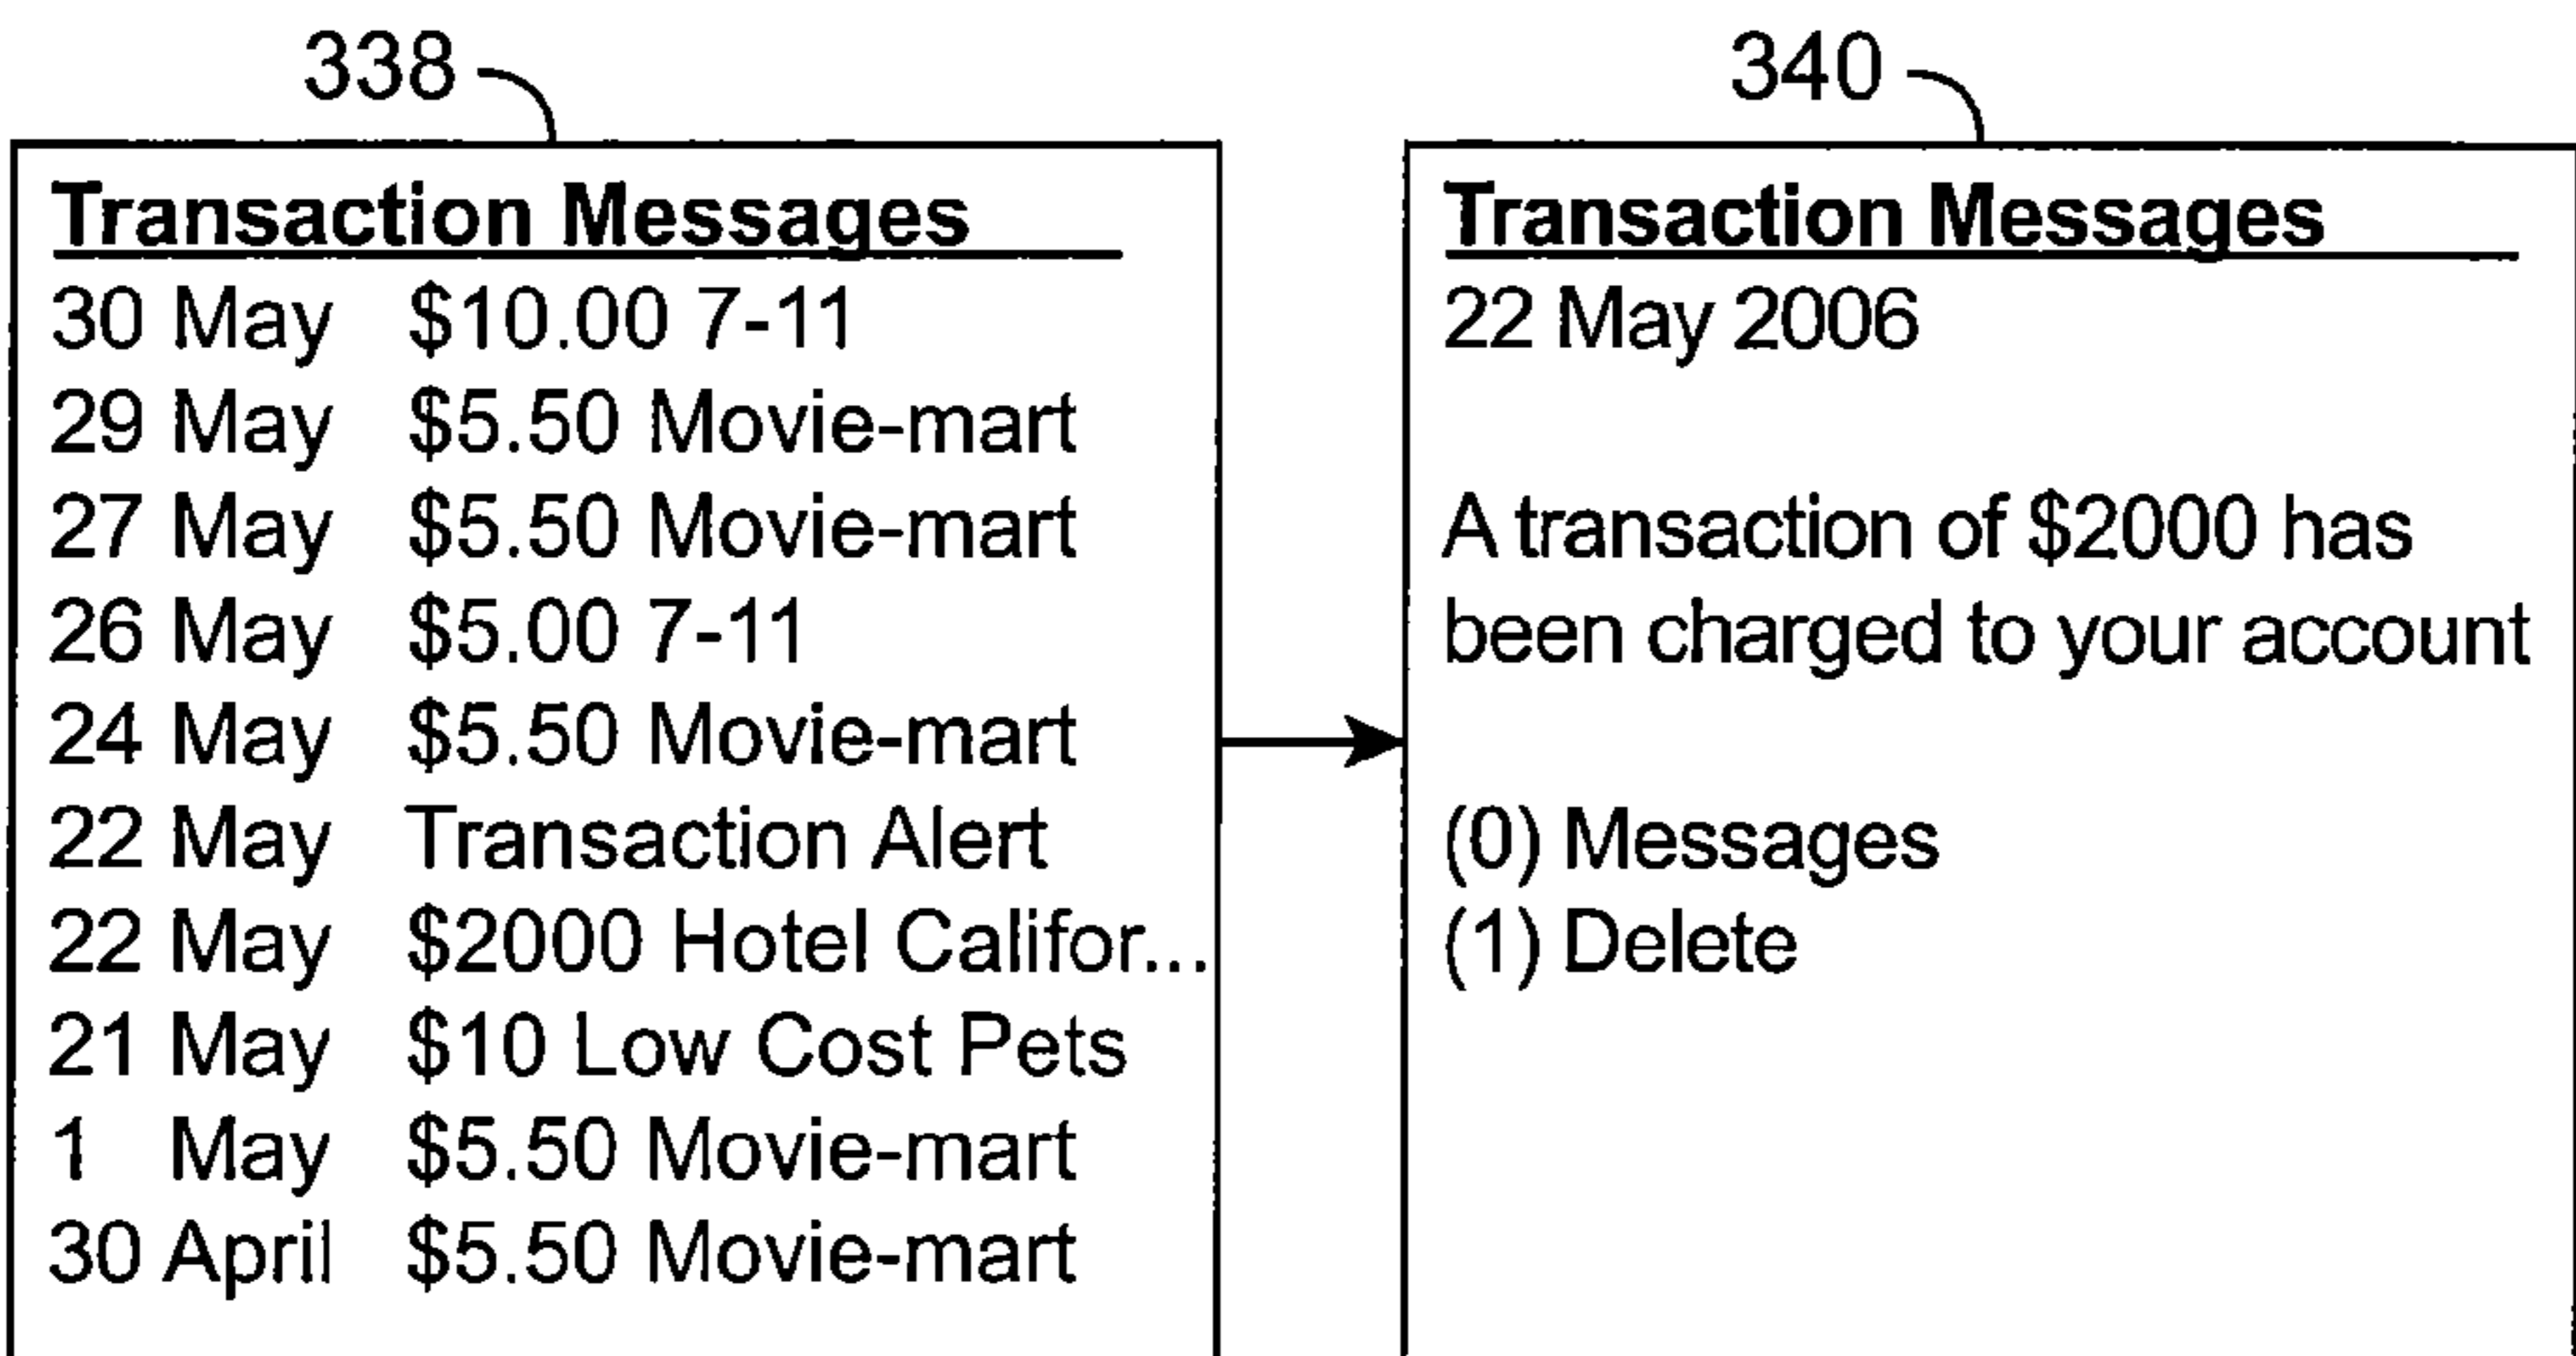 338
Transaction Messages
30 May $10.00 7-11
29 May $5.50 Movie-mart
27 May $5.50 Movie-mart
26 May $5.00 7-11
24 May $5.50 Movie-mart
22 May Transaction Alert
22 May $2000 Hotel Califor...
21 May $10 Low Cost Pets
1 May $5.50 Movie-mart
30 April $5.50 Movie-mart
340
Transaction Messages
22 May 2006
A transaction of $2000 has
been charged to your account
(0) Messages
(1) Delete